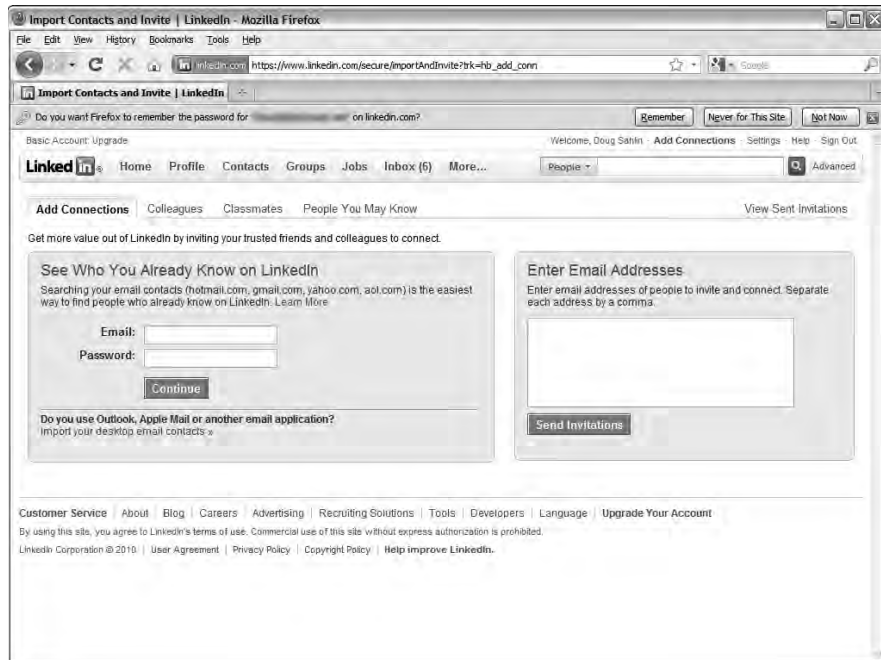 Import Contacts and Invite | LinkedIn - Mozilla Firefox
File Edit View History Bookmarks Tools Help
linkedin.com https://www.linkedin.com/secure/importAndInvite?trk=hb_add_conn Google
Import Contacts and Invite | LinkedIn
Do you want Firefox to remember the password for on linkedin.com? Remember Never for This Site Not Now
Basic Account: Upgrade Welcome, Doug Sahlin · Add Connections · Settings · Help · Sign Out
Linked in® Home Profile Contacts Groups Jobs Inbox (6) More... People Advanced
Add Connections Colleagues Classmates People You May Know View Sent Invitations
Get more value out of LinkedIn by inviting your trusted friends and colleagues to connect.
See Who You Already Know on LinkedIn
Searching your email contacts (hotmail.com, gmail.com, yahoo.com, aol.com) is the easiest
way to find people who already know on LinkedIn. Learn More
Email:
Password:
Continue
Do you use Outlook, Apple Mail or another email application?
Import your desktop email contacts »
Enter Email Addresses
Enter email addresses of people to invite and connect. Separate
each address by a comma.
Send Invitations
Customer Service | About | Blog | Careers | Advertising | Recruiting Solutions | Tools | Developers | Language | Upgrade Your Account
By using this site, you agree to LinkedIn's terms of use. Commercial use of this site without express authorization is prohibited.
LinkedIn Corporation © 2010 | User Agreement | Privacy Policy | Copyright Policy | Help improve LinkedIn.